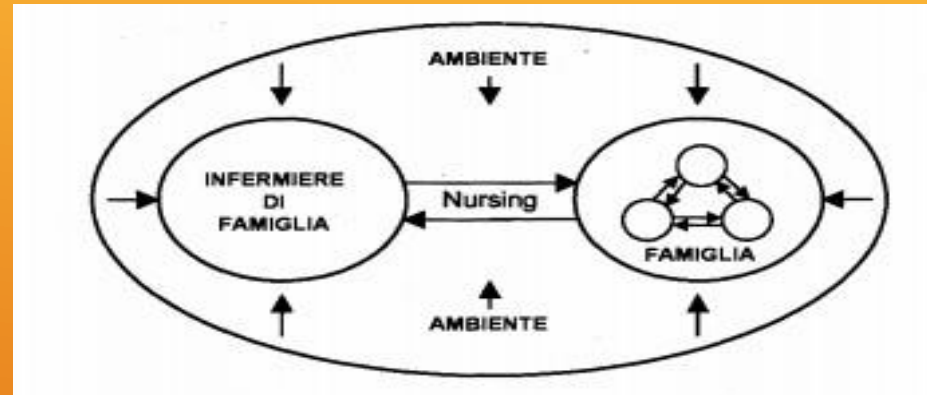 AMBIENTE
INFERMIERE
DI
FAMIGLIA
Nursing
FAMIGLIA
AMBIENTE